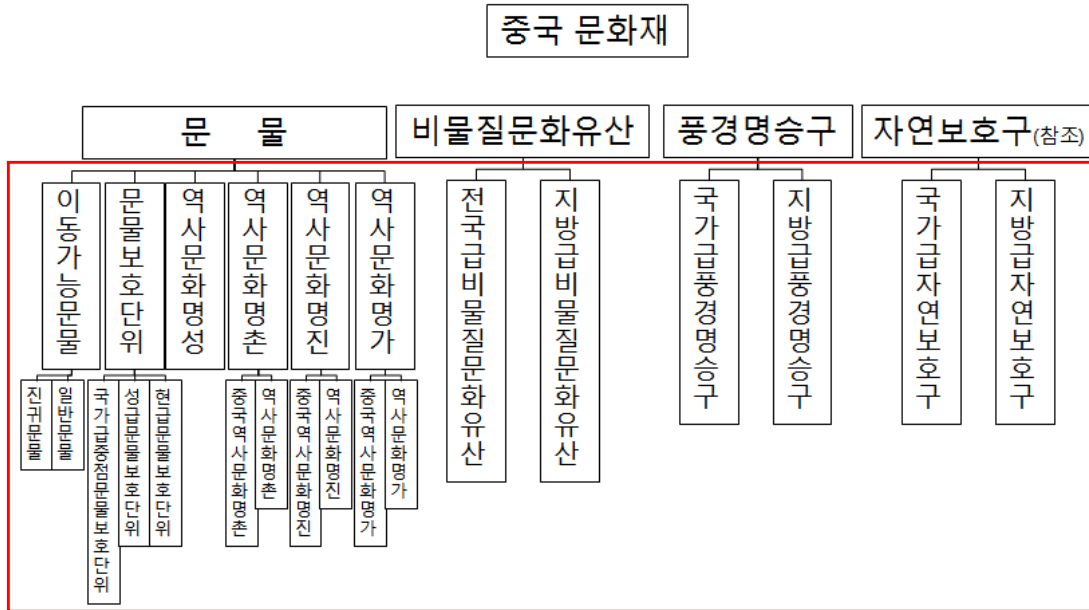 중국 문화재
문 물
비물질문화유산
풍경명승구
자연보호구(참조)
이동가능문물
문물보호단위
역사문화명성
역사문화명촌
역사문화명진
역사문화명가
전국급비물질문화유산
지방급비물질문화유산
국가급풍경명승구
지방급풍경명승구
국가급자연보호구
지방급자연보호구
진귀문물
일반문물
국가급중점문물보호단위
성급문물보호단위
현급문물보호단위
중국역사문화명촌
역사문화명촌
중국역사문화명진
역사문화명진
중국역사문화명가
역사문화명가